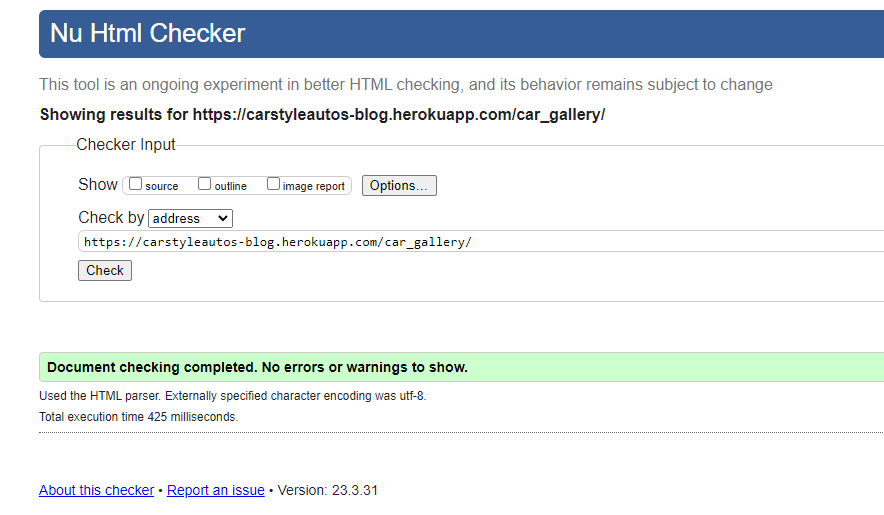 Nu Html Checker
This tool is an ongoing experiment in better HTML checking, and its behavior remains subject to change
Showing results for https://carstyleautos-blog.herokuapp.com/car_gallery/
Checker Input
Show source outline image report Options...
Check by address
https://carstyleautos-blog.herokuapp.com/car_gallery/
Check
Document checking completed. No errors or warnings to show.
Used the HTML parser. Externally specified character encoding was utf-8.
Total execution time 425 milliseconds.
About this checker • Report an issue • Version: 23.3.31